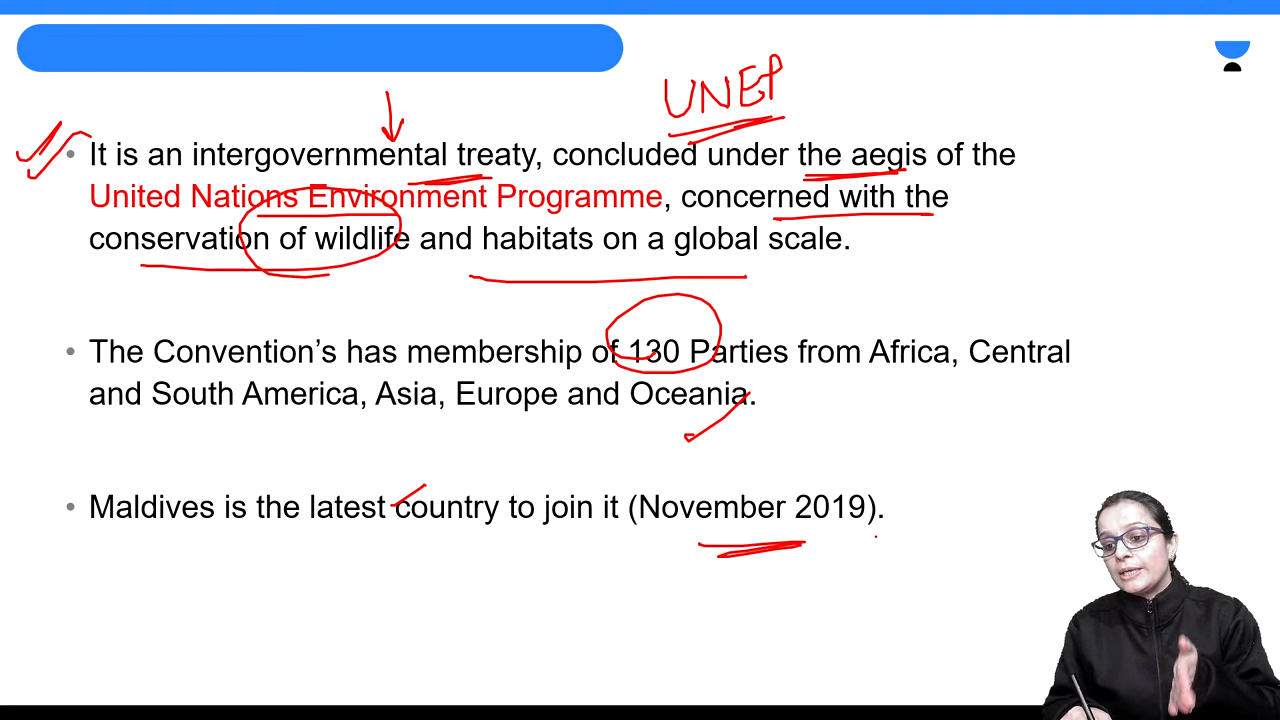 UNEP
• It is an intergovernmental treaty, concluded under the aegis of the
United Nations Environment Programme, concerned with the
conservation of wildlife and habitats on a global scale.
• The Convention’s has membership of 130 Parties from Africa, Central
and South America, Asia, Europe and Oceania.
• Maldives is the latest country to join it (November 2019).